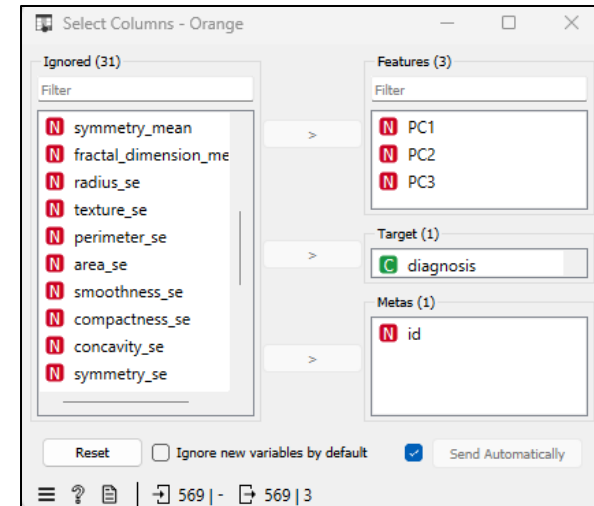 Select Columns - Orange
Ignored (31)
Filter
N symmetry_mean
N fractal_dimension_me
N radius_se
N texture_se
N perimeter_se
N area_se
N smoothness_se
N compactness_se
N concavity_se
N symmetry_se
>
>
>
Features (3)
Filter
N PC1
N PC2
N PC3
Target (1)
C diagnosis
Metas (1)
N id
Reset
Ignore new variables by default
Send Automatically
? 569 | - 569 | 3